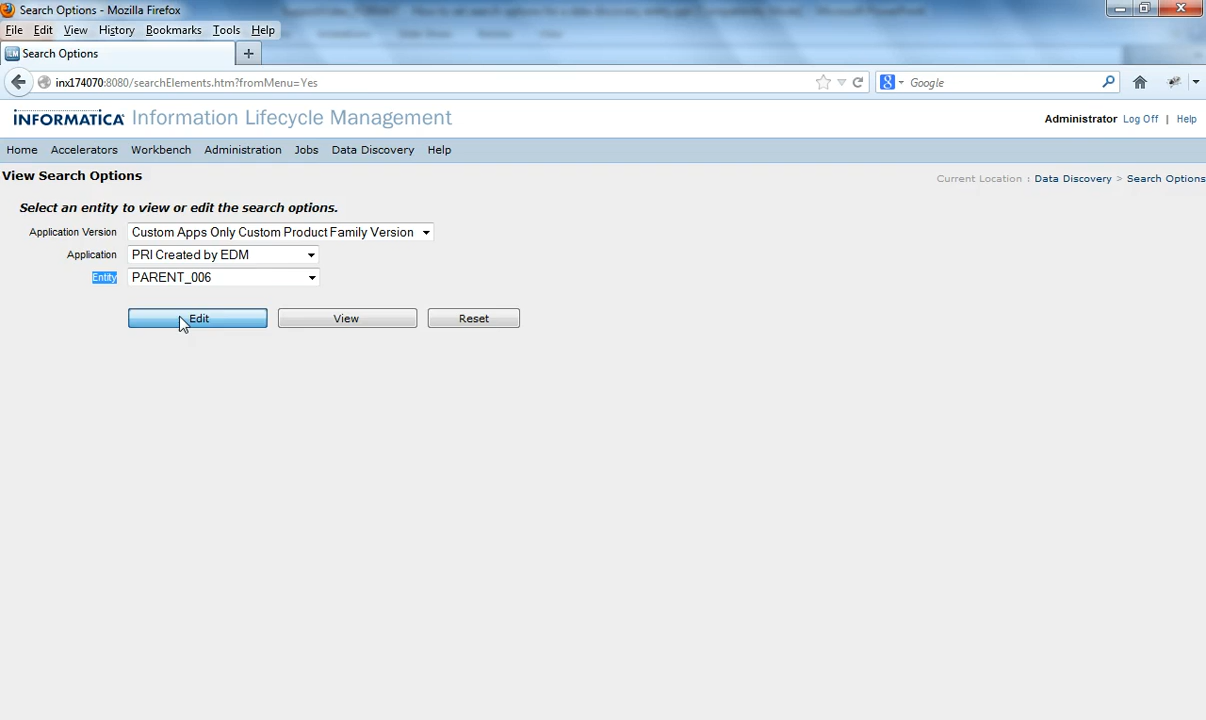 Search Options - Mozilla Firefox
File Edit View History Bookmarks Tools Help
Search Options
inx174070:8080/searchElements.htm?fromMenu=Yes
Google
INFORMATICA Information Lifecycle Management
Administrator Log Off | Help
Home Accelerators Workbench Administration Jobs Data Discovery Help
View Search Options
Current Location : Data Discovery > Search Options
Select an entity to view or edit the search options.
Application Version Custom Apps Only Custom Product Family Version
Application PRI Created by EDM
Entity PARENT_006
Edit View Reset